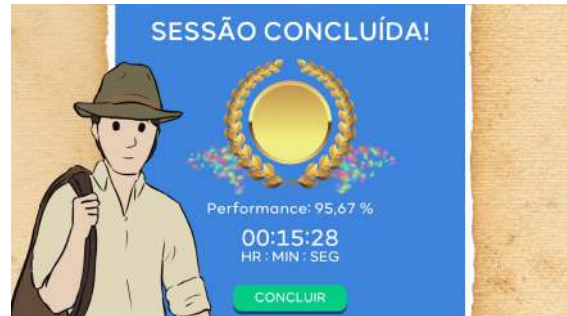 SESSÃO CONCLUÍDA!
Performance: 95,67 %
00:15:28
HR : MIN : SEG
CONCLUIR